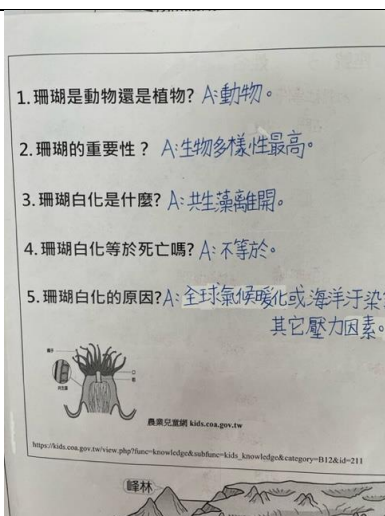 1. 珊瑚是動物還是植物? A:動物。
2. 珊瑚的重要性? A:生物多樣性最高。
3. 珊瑚白化是什麼? A:共生藻離開。
4. 珊瑚白化等於死亡嗎? A:不等於。
5. 珊瑚白化的原因? A:全球氣候暖化或海洋汙染
其它壓力因素。
農業兒童網 kids.coa.gov.tw
https://kids.coa.gov.tw/view.php?func=knowledge&subfunc=kids_knowledge&category=B12&id=211
峰林